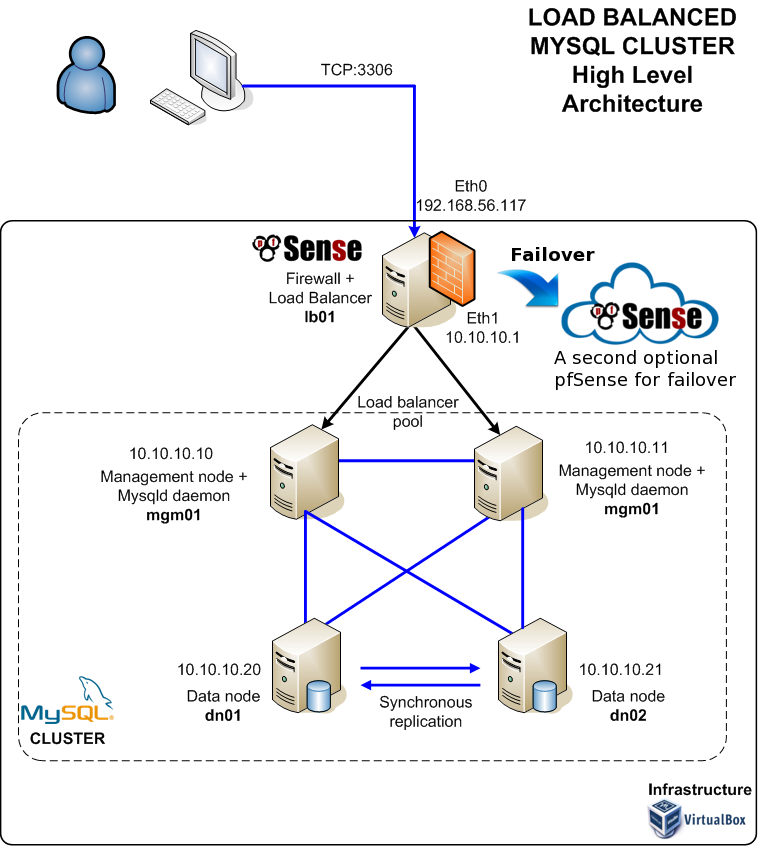 LOAD BALANCED
MYSQL CLUSTER
High Level
Architecture
TCP:3306
Eth0
192.168.56.117
pf Sense
Firewall +
Load Balancer
lb01
Eth1
10.10.10.1
Failover
pf Sense
A second optional
pfSense for failover
Load balancer
pool
10.10.10.10
Management node +
Mysqld daemon
mgm01
10.10.10.11
Management node +
Mysqld daemon
mgm01
10.10.10.20
Data node
dn01
Synchronous
replication
10.10.10.21
Data node
dn02
MySQL®
CLUSTER
Infrastructure
VirtualBox